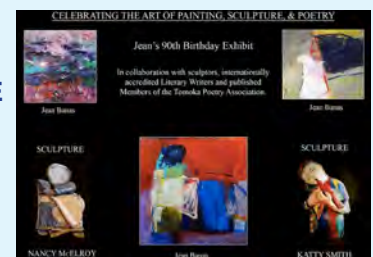 CELEBRATING THE ART OF PAINTING, SCULPTURE, & POETRY
Jean's 90th Birthday Exhibit
In collaboration with sculptors, internationally
accredited Literary Writers and published
Members of the Tomoka Poetry Association.
Jean Banas
Jean Banas
E
SCULPTURE
SCULPTURE
NANCY McELROY
Jean Banas
KATTY SMITH